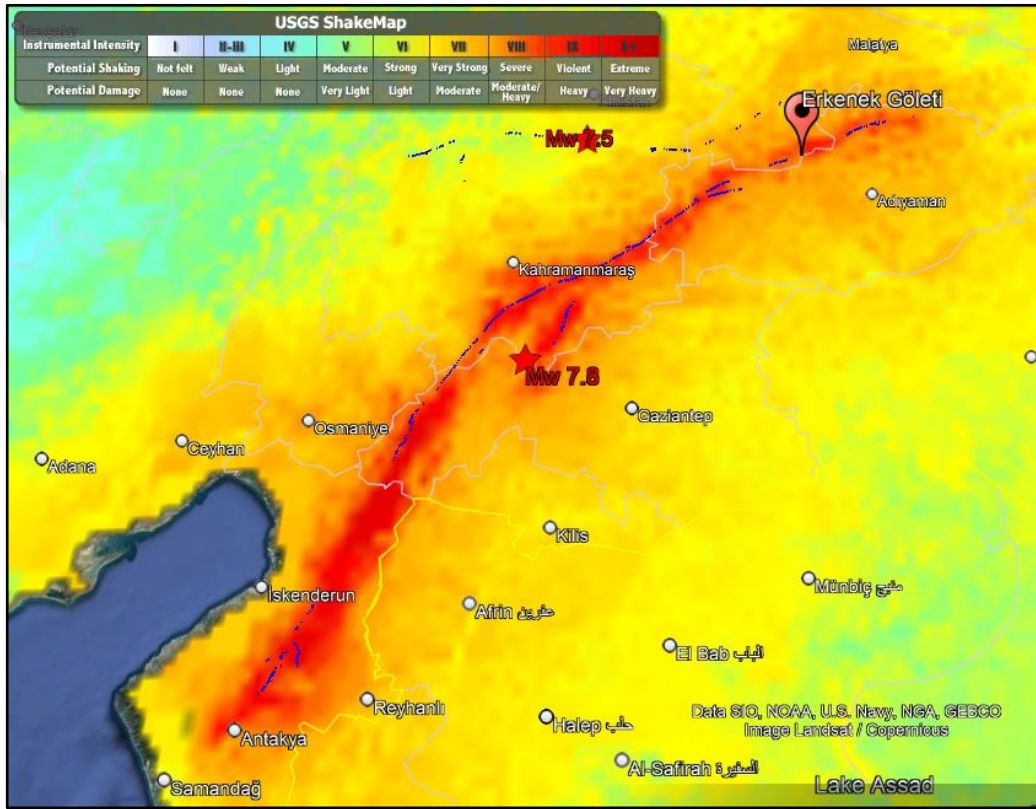 USGS ShakeMap
Instrumental Intensity I II-III IV V VI VII VIII IX X+
Potential Shaking Not felt Weak Light Moderate Strong Very Strong Severe Violent Extreme
Potential Damage None None None Very Light Light Moderate Moderate/Heavy Heavy Very Heavy
Malatya
Erkenek Göleti
Mw 7.5
Adıyaman
Kahramanmaraş
Mw 7.8
Gaziantep
Osmaniye
Ceyhan
Adana
Kilis
Münbiç منبج
İskenderun
Afrin عفرين
El Bab الباب
Reyhanlı
Halep حلب
Data SIO, NOAA, U.S. Navy, NGA, GEBCO
Image Landsat / Copernicus
Antakya
Al-Safirah السفيرة
Samandağ
Lake Assad